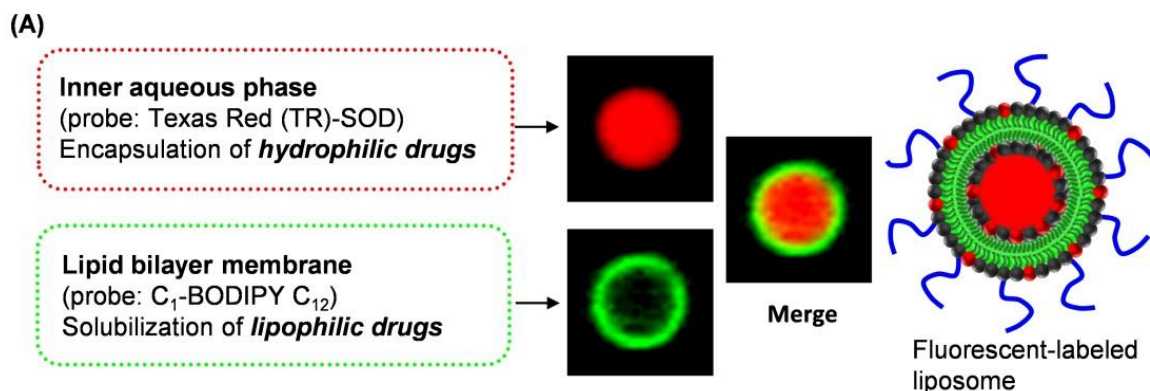 (A)
Inner aqueous phase
(probe: Texas Red (TR)-SOD)
Encapsulation of hydrophilic drugs
Lipid bilayer membrane
(probe: C₁-BODIPY C₁₂)
Solubilization of lipophilic drugs
Merge
Fluorescent-labeled
liposome